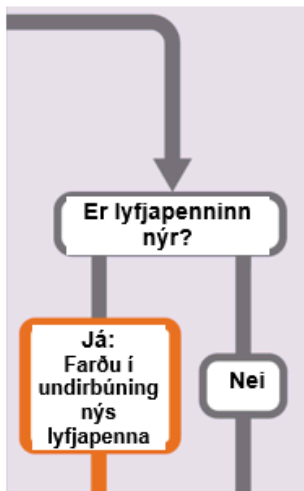 Er lyfjapenninn
nýr?
Já:
Farðu í
undirbúning
nýs
lyfjapenna
Nei